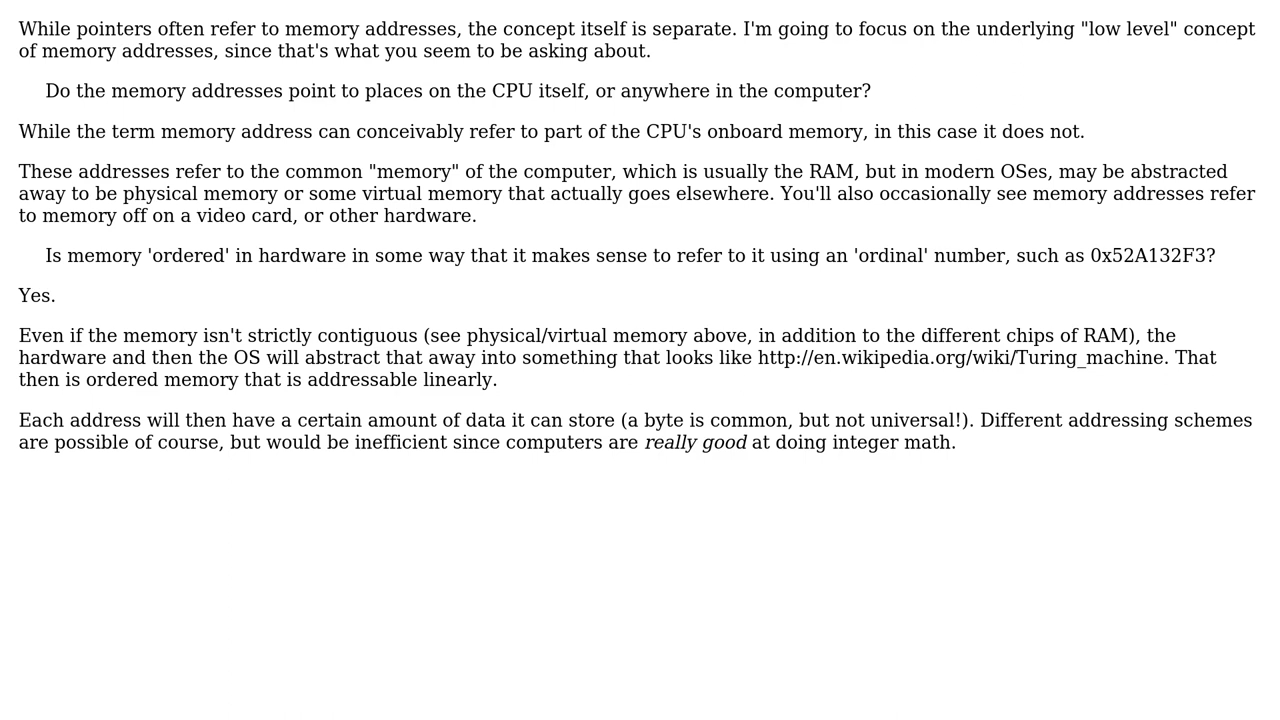 While pointers often refer to memory addresses, the concept itself is separate. I'm going to focus on the underlying "low level" concept
of memory addresses, since that's what you seem to be asking about.
Do the memory addresses point to places on the CPU itself, or anywhere in the computer?
While the term memory address can conceivably refer to part of the CPU's onboard memory, in this case it does not.
These addresses refer to the common "memory" of the computer, which is usually the RAM, but in modern OSes, may be abstracted
away to be physical memory or some virtual memory that actually goes elsewhere. You'll also occasionally see memory addresses refer
to memory off on a video card, or other hardware.
Is memory 'ordered' in hardware in some way that it makes sense to refer to it using an 'ordinal' number, such as 0x52A132F3?
Yes.
Even if the memory isn't strictly contiguous (see physical/virtual memory above, in addition to the different chips of RAM), the
hardware and then the OS will abstract that away into something that looks like http://en.wikipedia.org/wiki/Turing_machine. That
then is ordered memory that is addressable linearly.
Each address will then have a certain amount of data it can store (a byte is common, but not universal!). Different addressing schemes
are possible of course, but would be inefficient since computers are really good at doing integer math.